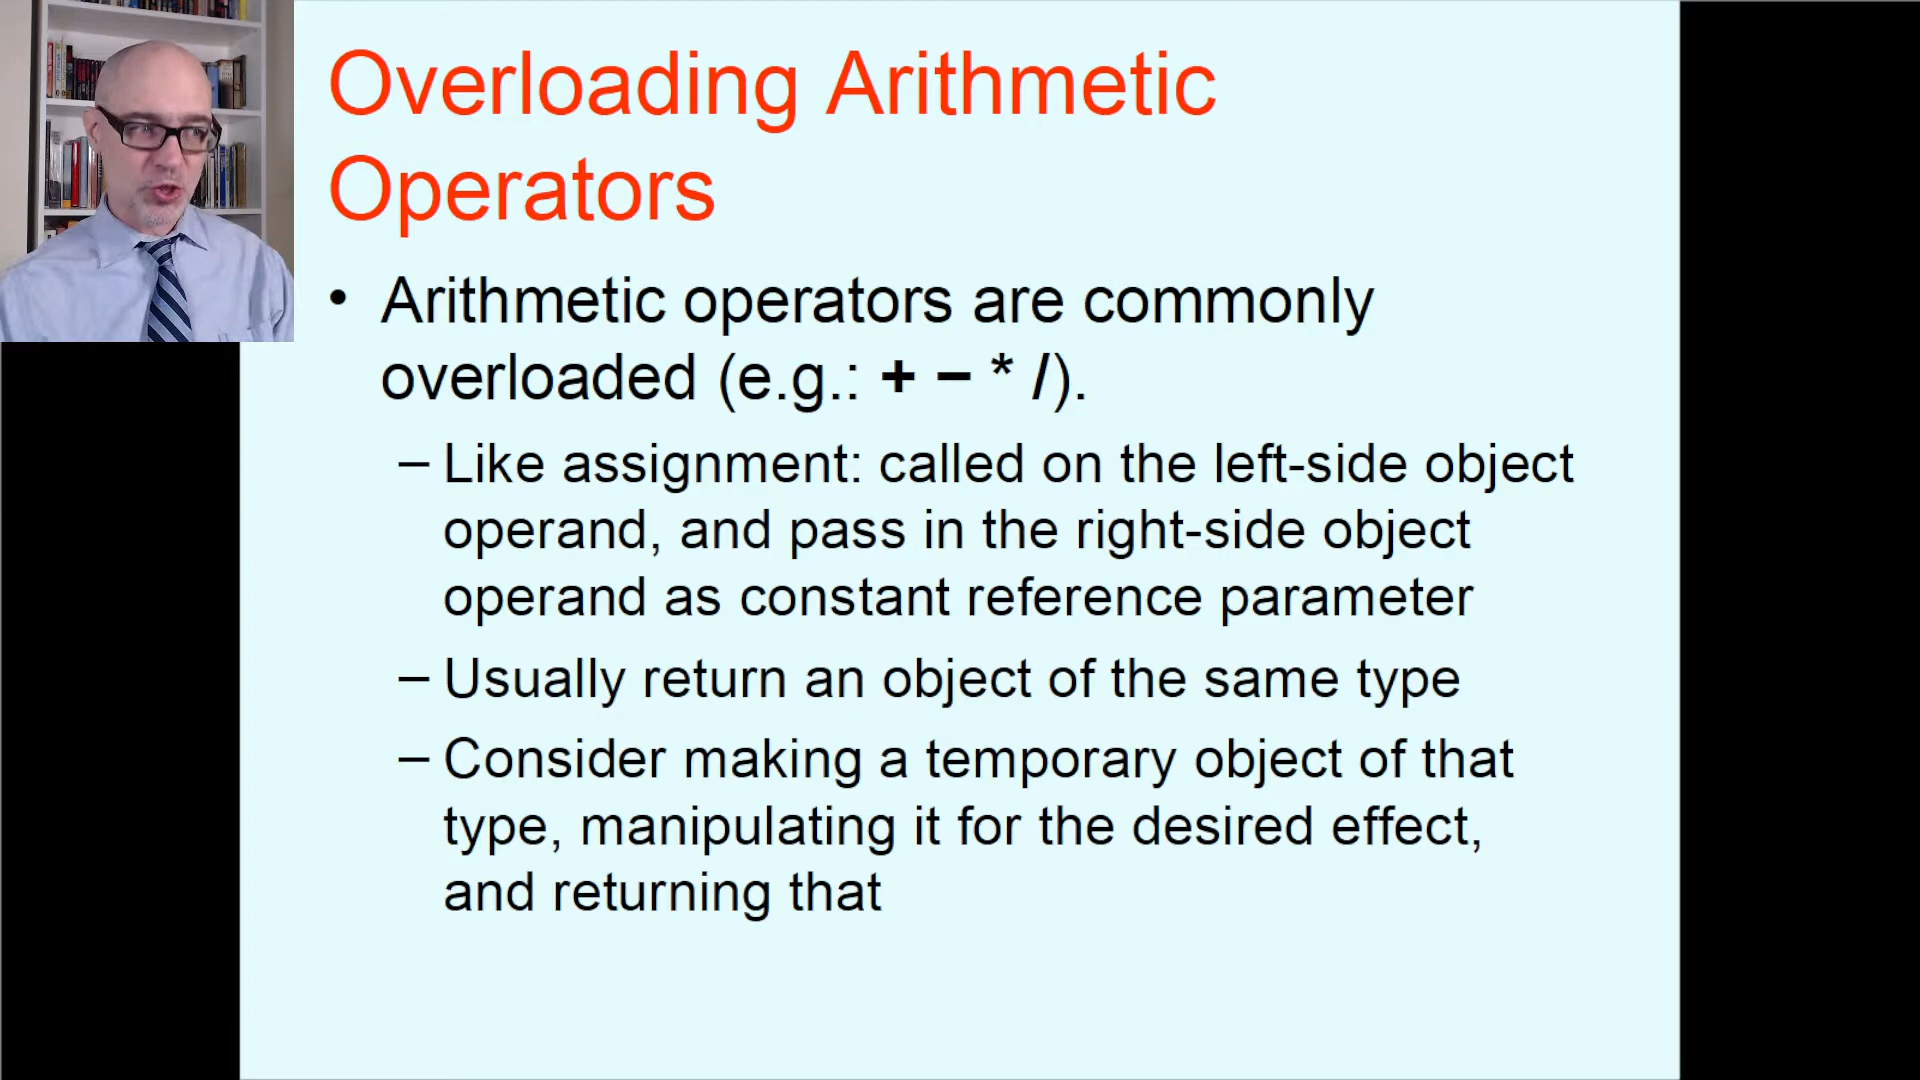 Overloading Arithmetic
Operators
• Arithmetic operators are commonly
overloaded (e.g.: + − * /).
– Like assignment: called on the left-side object
operand, and pass in the right-side object
operand as constant reference parameter
– Usually return an object of the same type
– Consider making a temporary object of that
type, manipulating it for the desired effect,
and returning that